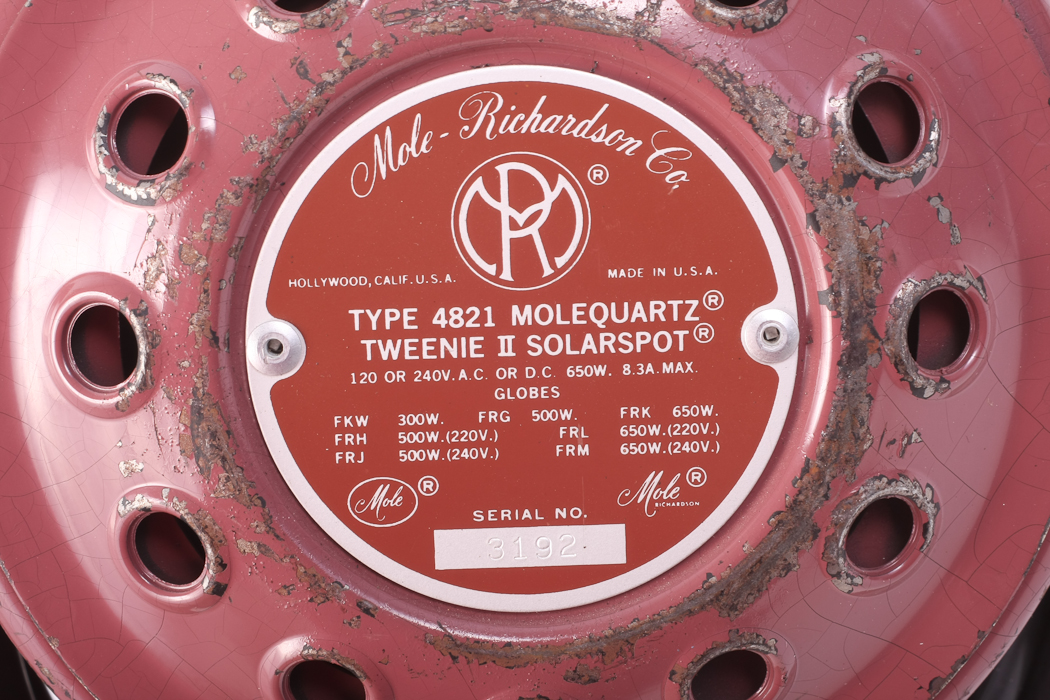 Mole-Richardson Co.
MR ®
HOLLYWOOD, CALIF. U.S.A. MADE IN U.S.A.
TYPE 4821 MOLEQUARTZ®
TWEENIE II SOLARSPOT®
120 OR 240V. A.C. OR D.C. 650W. 8.3A. MAX.
GLOBES
FKW 300W. FRG 500W. FRK 650W.
FRH 500W.(220V.) FRL 650W.(220V.)
FRJ 500W.(240V.) FRM 650W.(240V.)
Mole ® Mole ® RICHARDSON
SERIAL NO.
3192